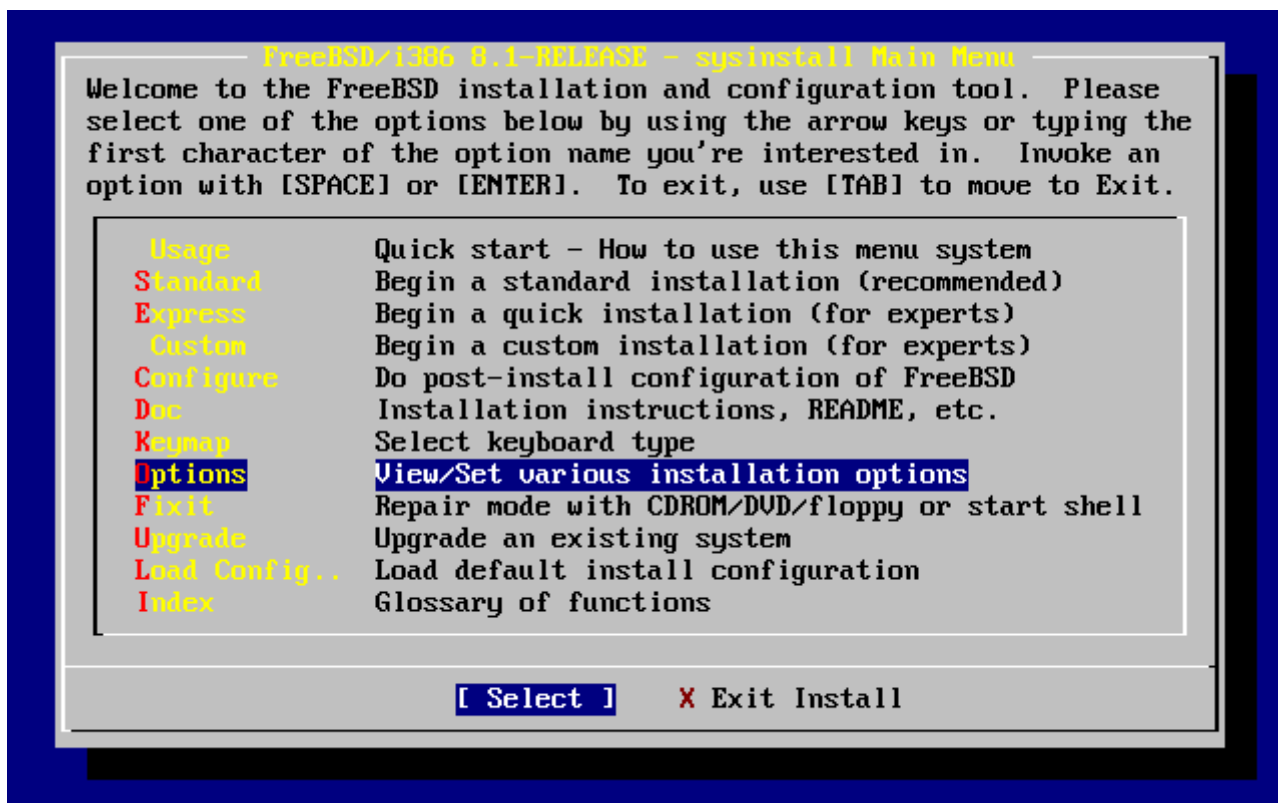 FreeBSD/i386 8.1-RELEASE - sysinstall Main Menu
Welcome to the FreeBSD installation and configuration tool.  Please
select one of the options below by using the arrow keys or typing the
first character of the option name you're interested in.  Invoke an
option with [SPACE] or [ENTER].  To exit, use [TAB] to move to Exit.
Usage Quick start - How to use this menu system
Standard Begin a standard installation (recommended)
Express Begin a quick installation (for experts)
Custom Begin a custom installation (for experts)
Configure Do post-install configuration of FreeBSD
Doc Installation instructions, README, etc.
Keymap Select keyboard type
Options View/Set various installation options
Fixit Repair mode with CDROM/DVD/floppy or start shell
Upgrade Upgrade an existing system
Load Config.. Load default install configuration
Index Glossary of functions
[ Select ] X Exit Install